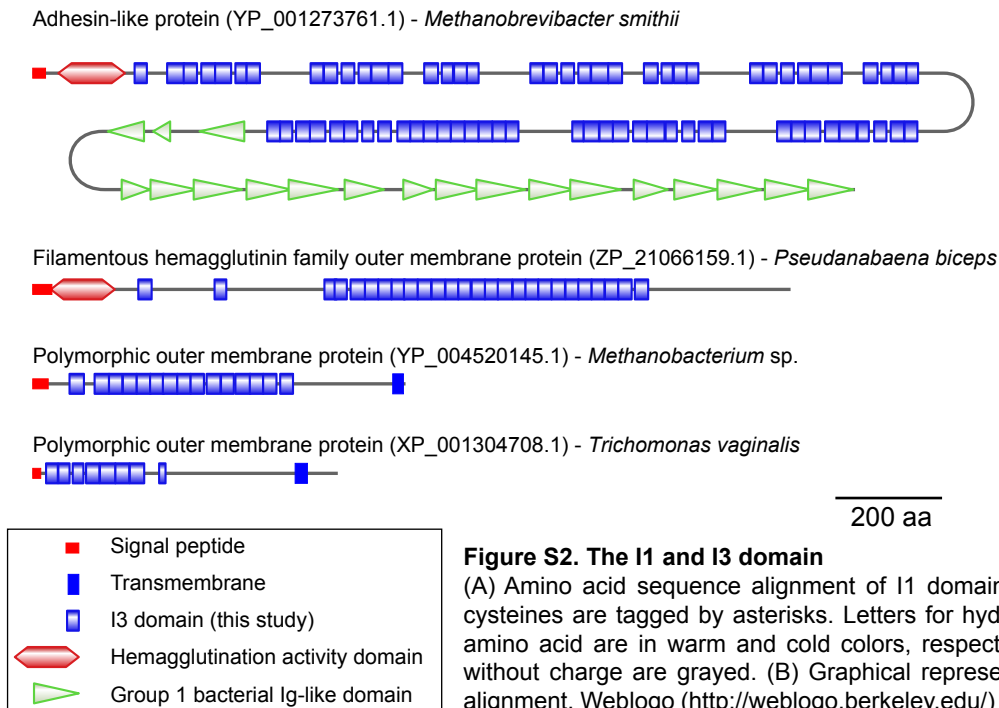 Adhesin-like protein (YP_001273761.1) - Methanobrevibacter smithii
Filamentous hemagglutinin family outer membrane protein (ZP_21066159.1) - Pseudanabaena biceps
Polymorphic outer membrane protein (YP_004520145.1) - Methanobacterium sp.
Polymorphic outer membrane protein (XP_001304708.1) - Trichomonas vaginalis
200 aa
Signal peptide
Transmembrane
I3 domain (this study)
Hemagglutination activity domain
Group 1 bacterial Ig-like domain
Figure S2. The I1 and I3 domain
(A) Amino acid sequence alignment of I1 domain
cysteines are tagged by asterisks. Letters for hyd
amino acid are in warm and cold colors, respect
without charge are grayed. (B) Graphical represe
alignment. Weblogo (http://weblogo.berkeley.edu/)